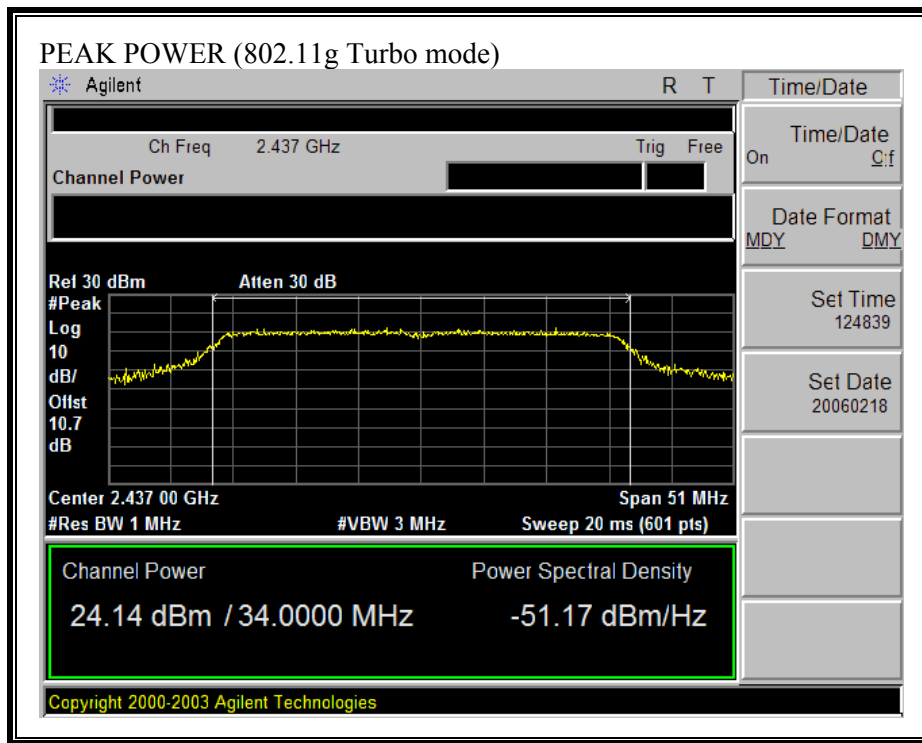 PEAK POWER (802.11g Turbo mode)
Agilent R T
Time/Date
Ch Freq 2.437 GHz Trig Free
Channel Power
Time/Date
On Off
Date Format
MDY DMY
Set Time
124839
Set Date
20060218
Ref 30 dBm Atten 30 dB
#Peak
Log
10
dB/
Offst
10.7
dB
Center 2.437 00 GHz Span 51 MHz
#Res BW 1 MHz #VBW 3 MHz Sweep 20 ms (601 pts)
Channel Power Power Spectral Density
24.14 dBm / 34.0000 MHz -51.17 dBm/Hz
Copyright 2000-2003 Agilent Technologies